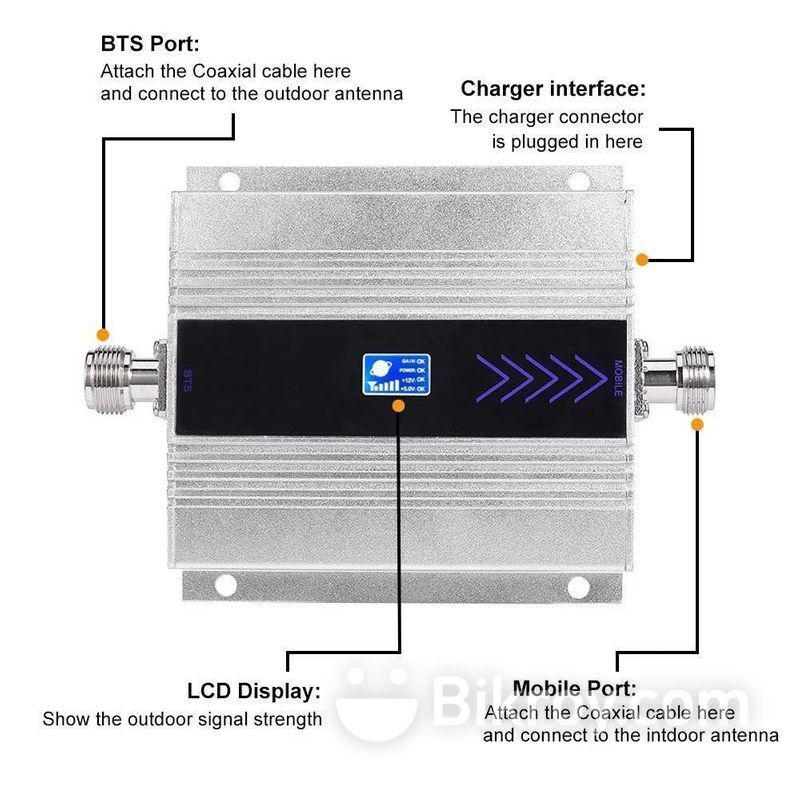 BTS Port:
Attach the Coaxial cable here
and connect to the outdoor antenna
Charger interface:
The charger connector
is plugged in here
BTS
GAIN: OK
POWER: OK
+12V: OK
+5.0V: OK
MOBILE
LCD Display:
Show the outdoor signal strength
Mobile Port:
Attach the Coaxial cable here
and connect to the intdoor antenna
Bikroy.com